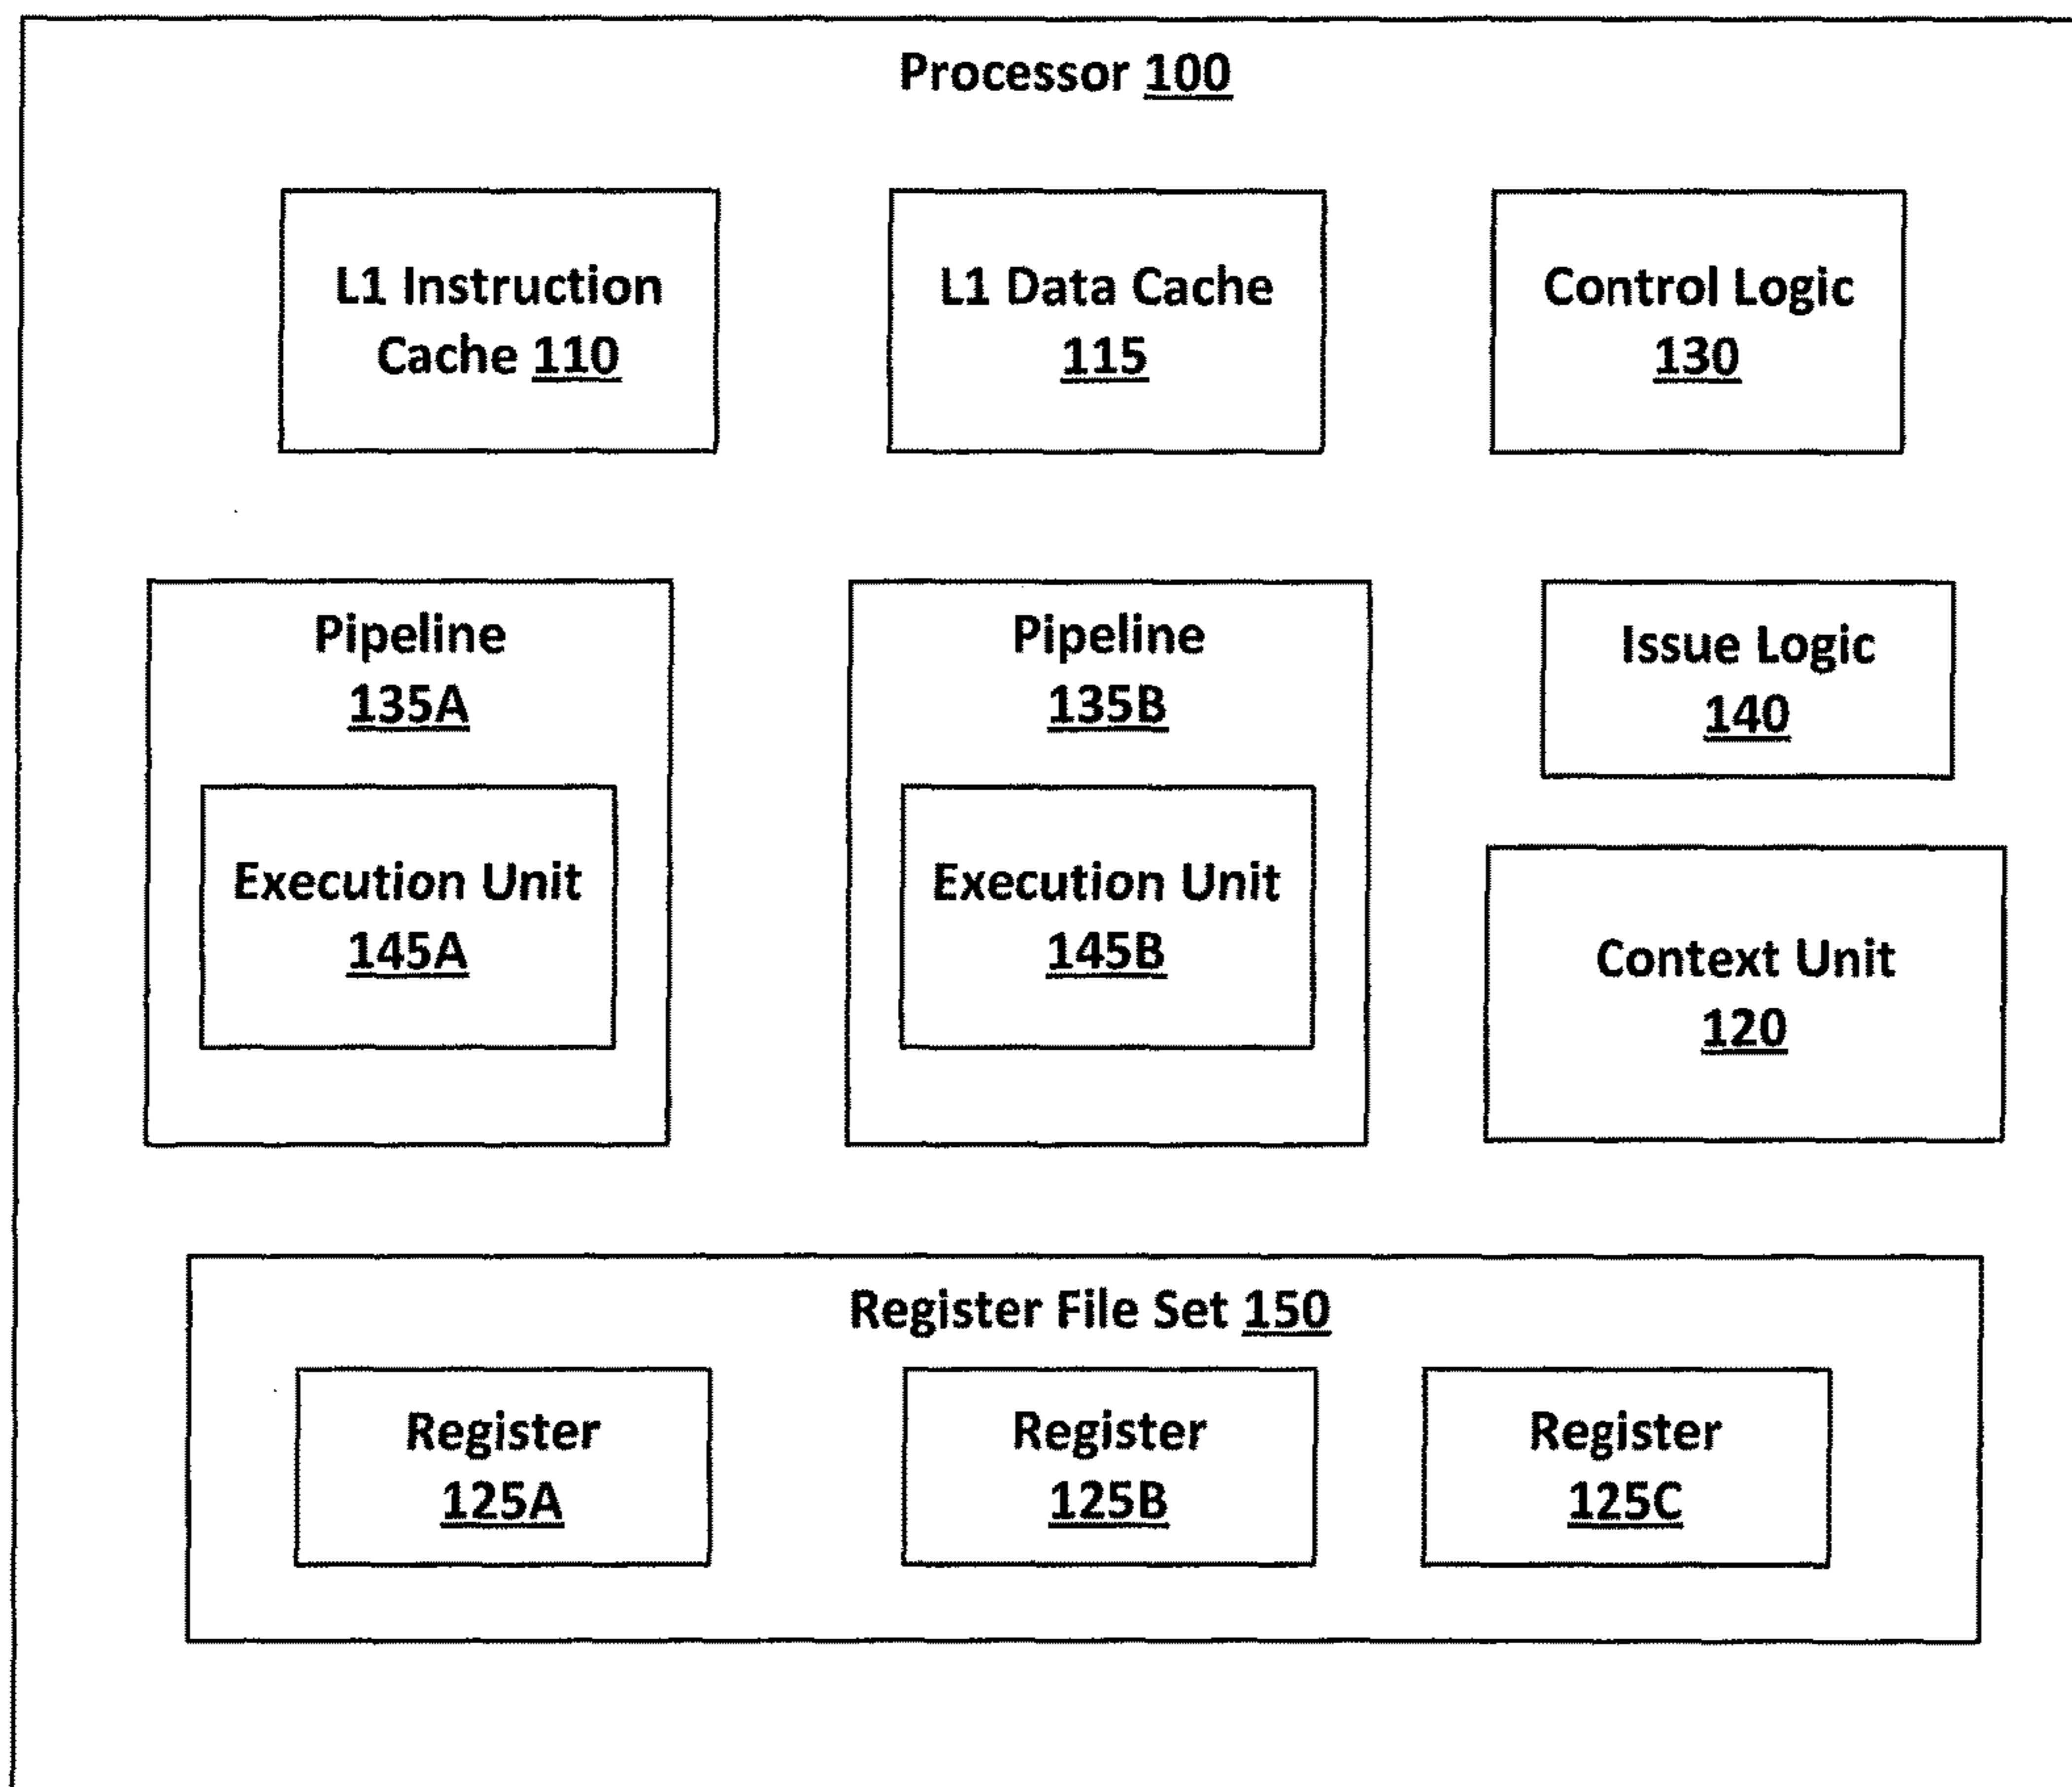 Processor 100
L1 Instruction
Cache 110
L1 Data Cache
115
Control Logic
130
Pipeline
135A
Execution Unit
145A
Pipeline
135B
Execution Unit
145B
Issue Logic
140
Context Unit
120
Register File Set 150
Register
125A
Register
125B
Register
125C